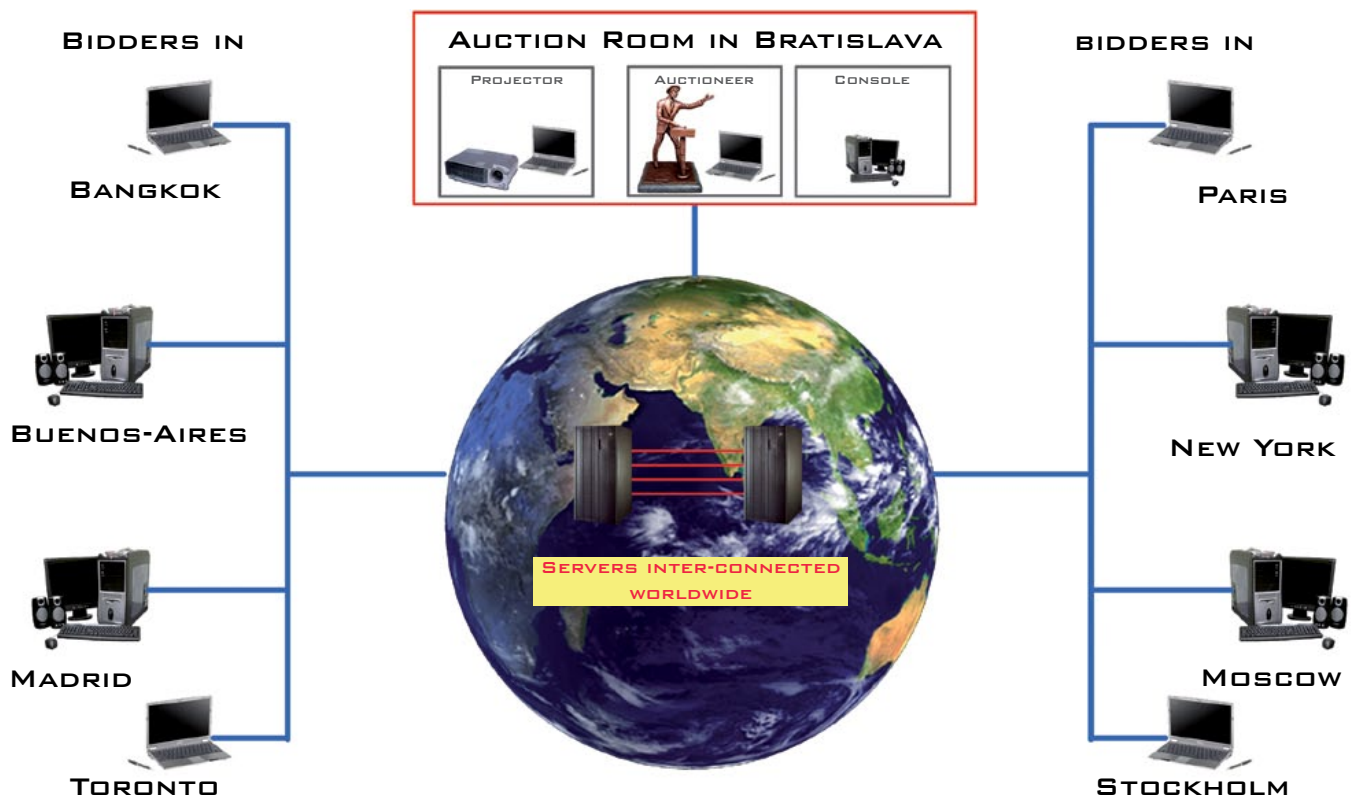 Bidders in
Bangkok
Buenos-Aires
Madrid
Toronto
Auction Room in Bratislava
Projector
Auctioneer
Console
Servers inter-connected
worldwide
bidders in
Paris
New York
Moscow
Stockholm